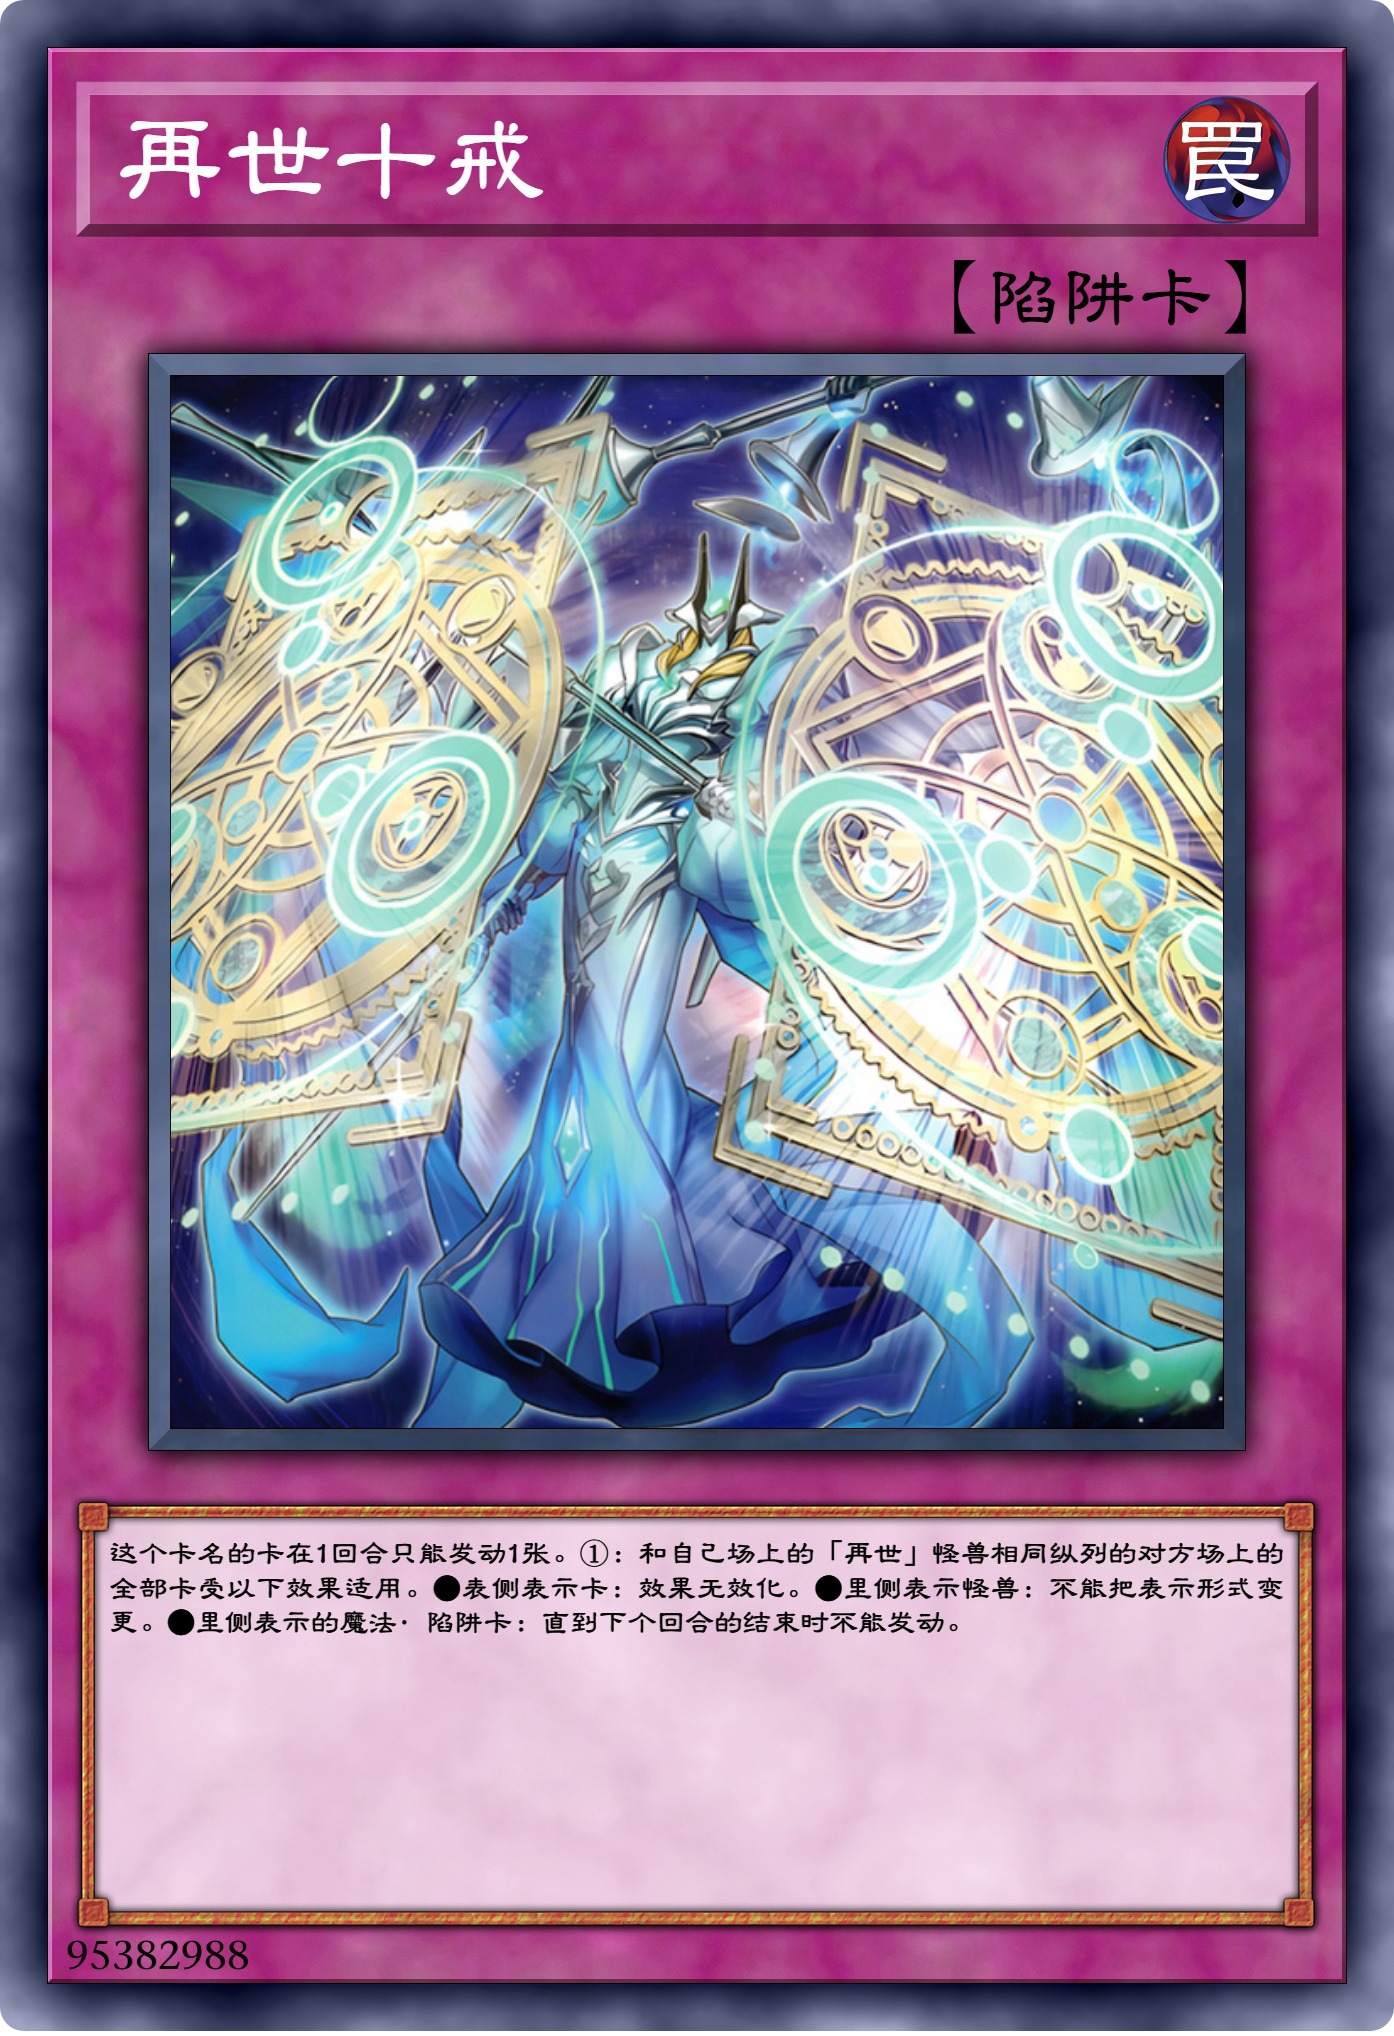 再世十戒
罠
【陷阱卡】
这个卡名的卡在1回合只能发动1张。①：和自己场上的「再世」怪兽相同纵列的对方场上的
全部卡受以下效果适用。●表侧表示卡：效果无效化。●里侧表示怪兽：不能把表示形式变
更。●里侧表示的魔法·陷阱卡：直到下个回合的结束时不能发动。
95382988